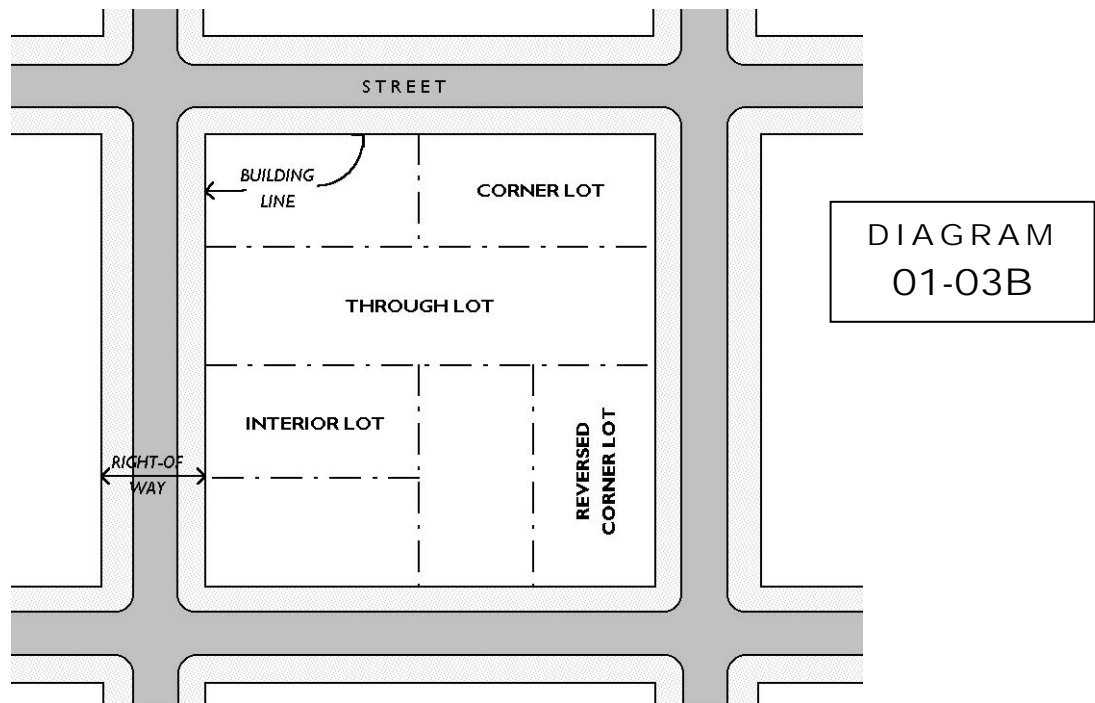 STREET
BUILDING
LINE
CORNER LOT
DIAGRAM
01-03B
THROUGH LOT
INTERIOR LOT
REVERSED
CORNER LOT
RIGHT-OF
WAY